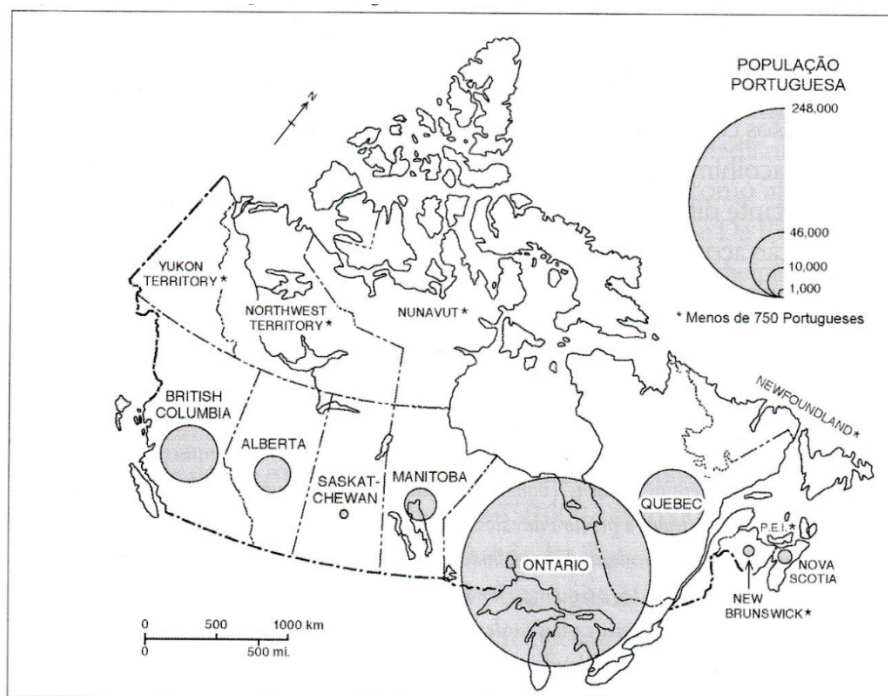 POPULAÇÃO
PORTUGUESA
248,000
46,000
10,000
1,000
* Menos de 750 Portugueses
N
YUKON
TERRITORY*
NORTHWEST
TERRITORY*
NUNAVUT*
BRITISH
COLUMBIA
ALBERTA
SASKAT-
CHEWAN
MANITOBA
ONTARIO
QUEBEC
NEWFOUNDLAND*
P.E.I.*
NOVA
SCOTIA
NEW
BRUNSWICK*
0 500 1000 km
0 500 mi.